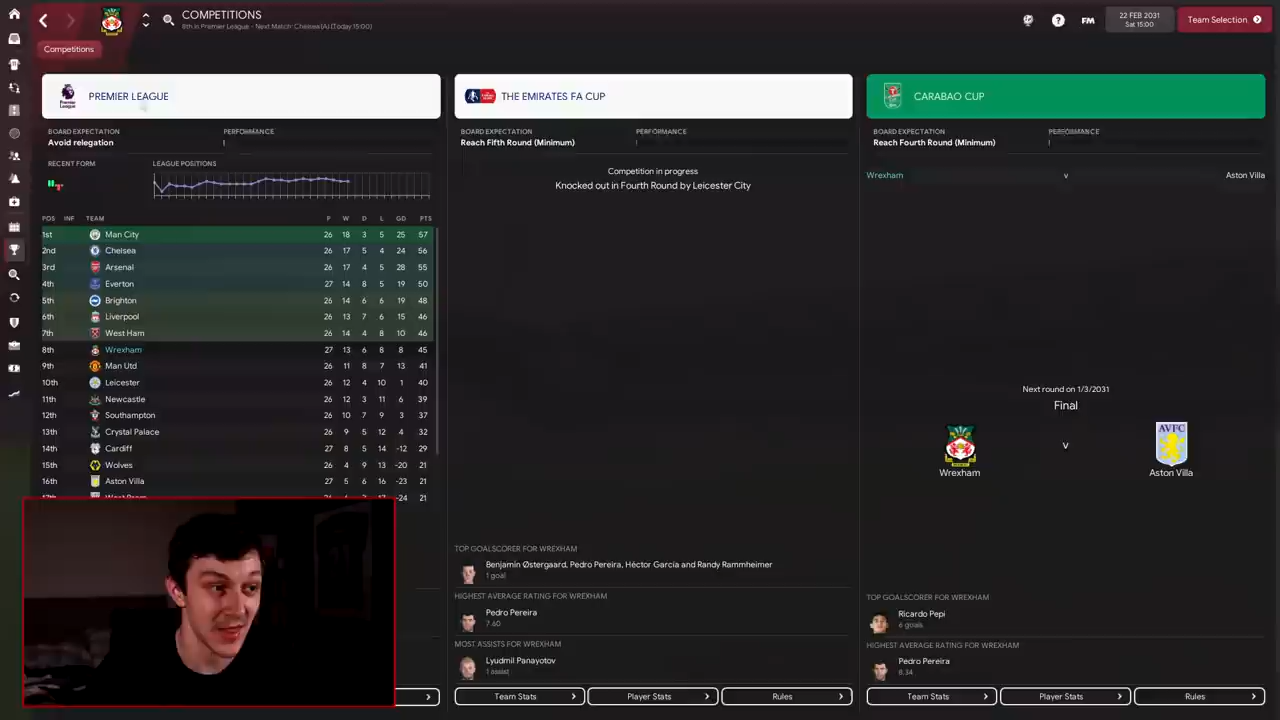 COMPETITIONS
8th in Premier League - Next Match: Chelsea (A) (Today 15:00)
22 FEB 2031
Sat 15:00
FM
Team Selection
Competitions
PREMIER LEAGUE
BOARD EXPECTATION PERFORMANCE
Avoid relegation
RECENT FORM LEAGUE POSITIONS
POS INF TEAM P W D L GD PTS
1st Man City 26 18 3 5 25 57
2nd Chelsea 26 17 5 4 24 56
3rd Arsenal 26 17 4 5 28 55
4th Everton 27 14 8 5 19 50
5th Brighton 26 14 6 6 19 48
6th Liverpool 26 13 7 6 15 46
7th West Ham 26 14 4 8 10 46
8th Wrexham 27 13 6 8 8 45
9th Man Utd 26 11 8 7 13 41
10th Leicester 26 12 4 10 1 40
11th Newcastle 26 12 3 11 6 39
12th Southampton 26 10 7 9 3 37
13th Crystal Palace 26 9 5 12 4 32
14th Cardiff 27 8 5 14 -12 29
15th Wolves 26 4 9 13 -20 21
16th Aston Villa 27 5 6 16 -23 21
-24 21
THE EMIRATES FA CUP
BOARD EXPECTATION PERFORMANCE
Reach Fifth Round (Minimum)
Competition in progress
Knocked out in Fourth Round by Leicester City
TOP GOALSCORER FOR WREXHAM
Benjamin Østergaard, Pedro Pereira, Héctor García and Randy Rammheimer
1 goal
HIGHEST AVERAGE RATING FOR WREXHAM
Pedro Pereira
7.60
MOST ASSISTS FOR WREXHAM
Lyudmil Panayotov
1 assist
Team Stats
Player Stats
Rules
CARABAO CUP
BOARD EXPECTATION PERFORMANCE
Reach Fourth Round (Minimum)
Wrexham v Aston Villa
Next round on 1/3/2031
Final
AVFC
v
Wrexham Aston Villa
TOP GOALSCORER FOR WREXHAM
Ricardo Pepi
6 goals
HIGHEST AVERAGE RATING FOR WREXHAM
Pedro Pereira
8.34
Team Stats
Player Stats
Rules